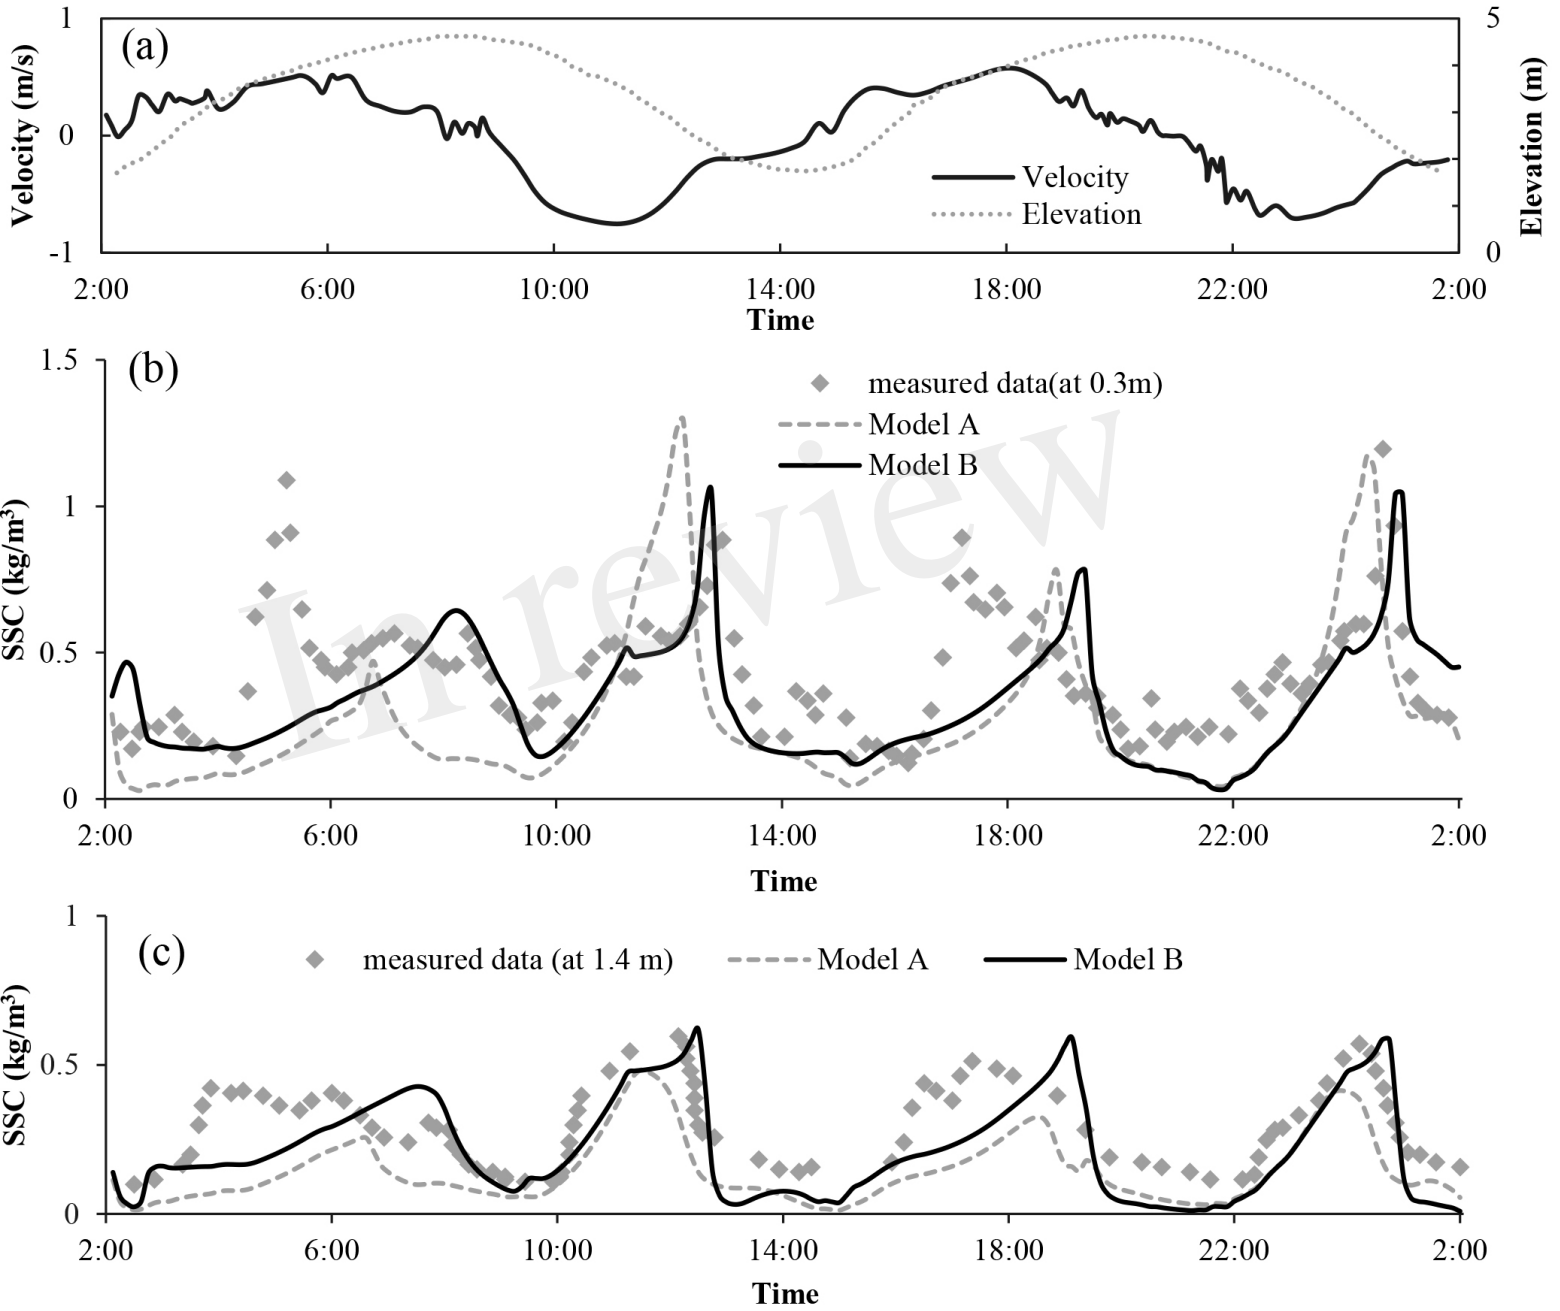 (a)
1
0
-1
Velocity (m/s)
5
0
Elevation (m)
Velocity
Elevation
2:00 6:00 10:00 14:00 18:00 22:00 2:00
Time
(b)
1.5
1
0.5
0
SSC (kg/m³)
measured data(at 0.3m)
Model A
Model B
In review
2:00 6:00 10:00 14:00 18:00 22:00 2:00
Time
(c)
1
0.5
0
SSC (kg/m³)
measured data (at 1.4 m) Model A Model B
2:00 6:00 10:00 14:00 18:00 22:00 2:00
Time